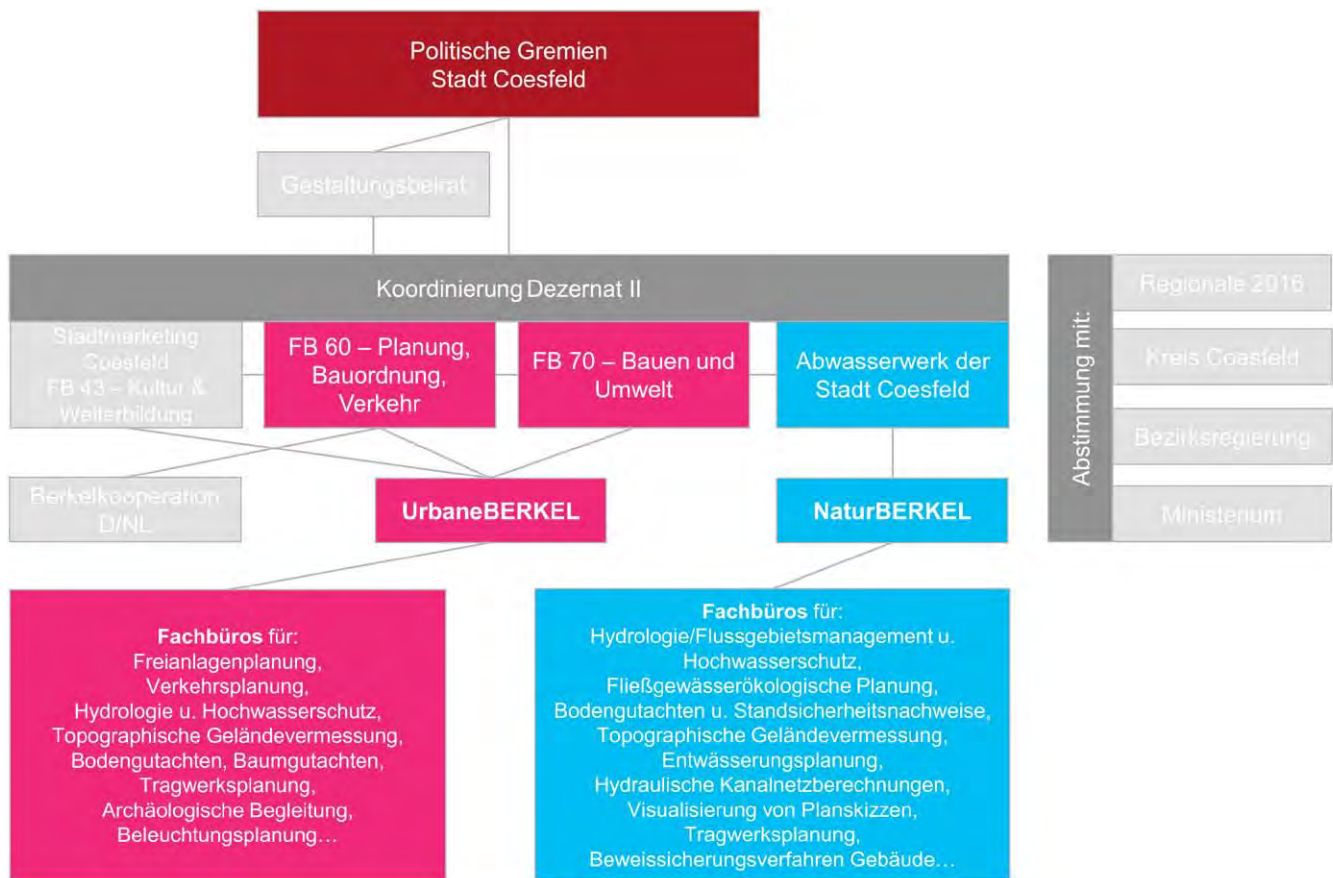 Politische Gremien
Stadt Coesfeld
Gestaltungsbeirat
Koordinierung Dezernat II
Stadtmarketing
Coesfeld
FB 43 – Kultur &
Weiterbildung
FB 60 – Planung,
Bauordnung,
Verkehr
FB 70 – Bauen und
Umwelt
Abwasserwerk der
Stadt Coesfeld
Berkelkooperation
D/NL
UrbaneBERKEL
NaturBERKEL
Abstimmung mit:
Regionale 2016
Kreis Coesfeld
Bezirksregierung
Ministerium
Fachbüros für:
Freianlagenplanung,
Verkehrsplanung,
Hydrologie u. Hochwasserschutz,
Topographische Geländevermessung,
Bodengutachten, Baumgutachten,
Tragwerksplanung,
Archäologische Begleitung,
Beleuchtungsplanung…
Fachbüros für:
Hydrologie/Flussgebietsmanagement u.
Hochwasserschutz,
Fließgewässerökologische Planung,
Bodengutachten u. Standsicherheitsnachweise,
Topographische Geländevermessung,
Entwässerungsplanung,
Hydraulische Kanalnetzberechnungen,
Visualisierung von Planskizzen,
Tragwerksplanung,
Beweissicherungsverfahren Gebäude…